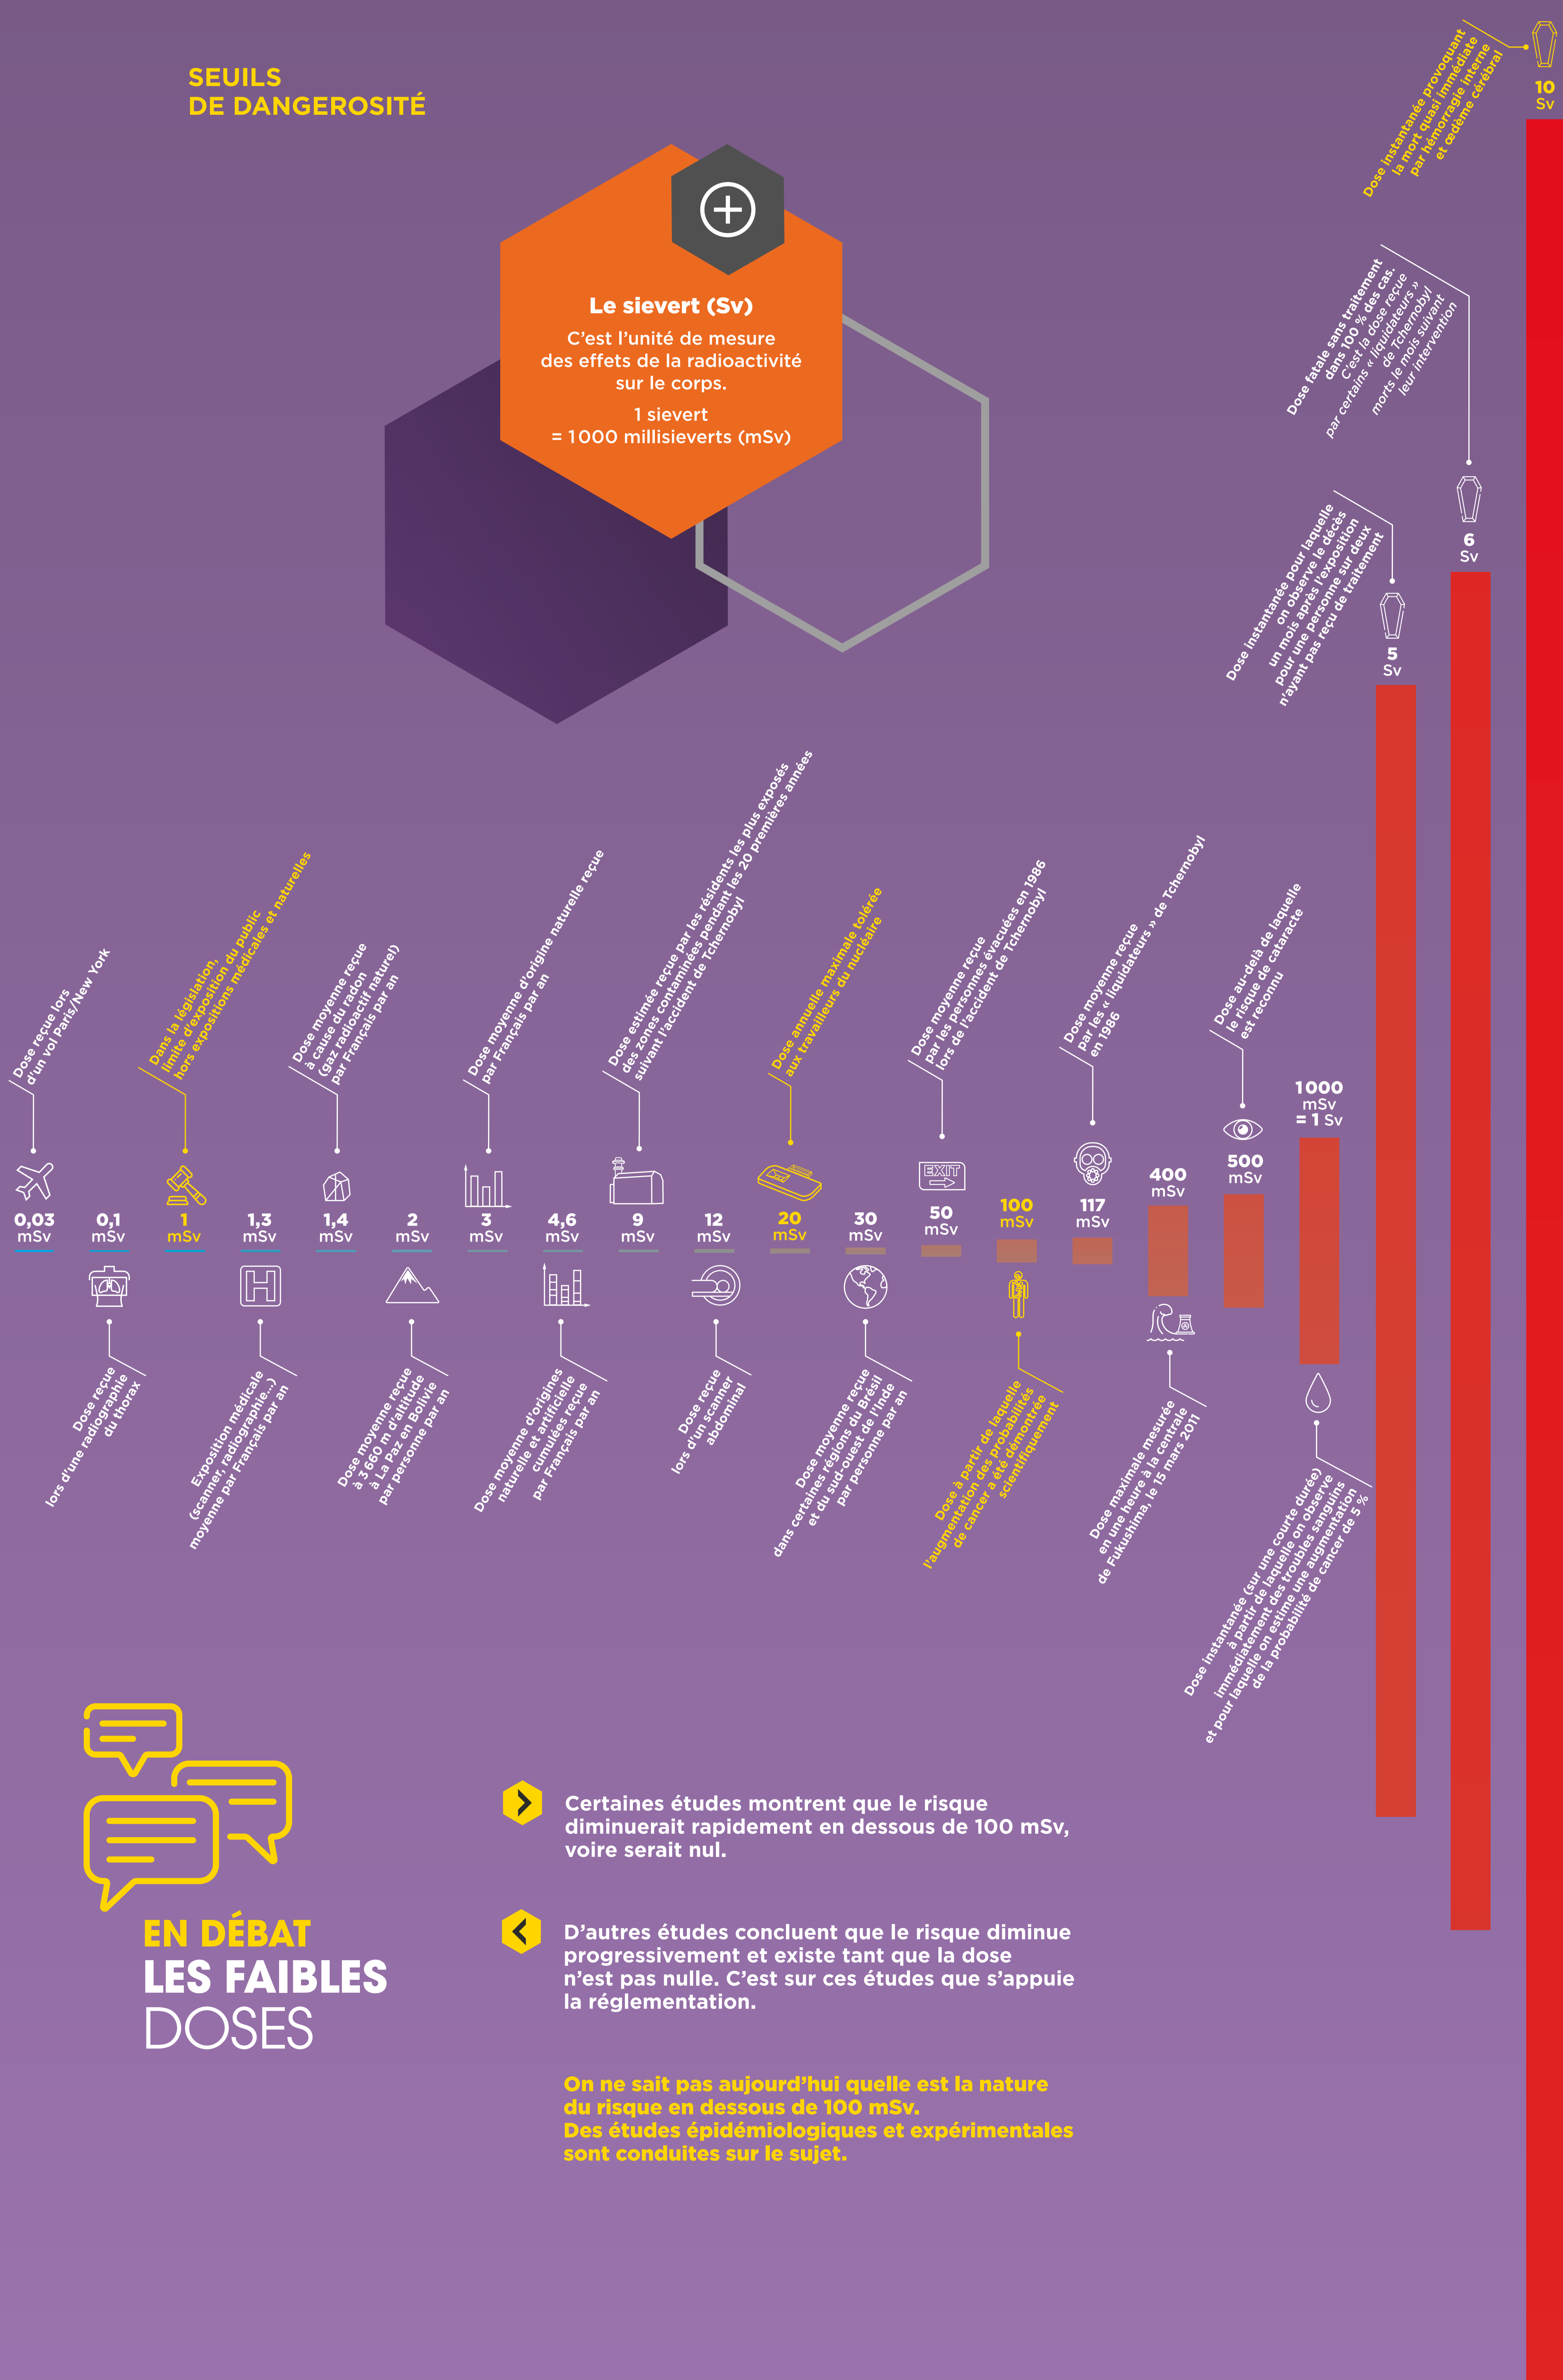 SEUILS
DE DANGEROSITÉ
Le sievert (Sv)
C'est l'unité de mesure
des effets de la radioactivité
sur le corps.
1 sievert
= 1 000 millisieverts (mSv)
Dose reçue lors
d'un vol Paris/New York
0,03
mSv
0,1
mSv
Dose reçue
lors d'une radiographie
du thorax
Dans la législation,
limite d'exposition du public
hors expositions médicales et naturelles
1
mSv
1,3
mSv
Exposition médicale
(scanner, radiographie...)
moyenne par Français par an
Dose moyenne reçue
à cause du radon
(gaz radioactif naturel)
par Français par an
1,4
mSv
2
mSv
Dose moyenne reçue
à 3 660 m d'altitude
à La Paz en Bolivie
par personne par an
Dose moyenne d'origline naturelle reçue
par Français par an
3
mSv
4,6
mSv
Dose moyenne d'origines
naturelle et artificielle
cumulées reçue
par Français par an
Dose estimée reçue par les résidents les plus exposés
des zones contaminées pendant les 20 premières années
suivant l'accident de Tchernobyl
9
mSv
12
mSv
Dose reçue
lors d'un scanner
abdominal
Dose annuelle maximale tolérée
aux travailleurs du nucléaire
20
mSv
30
mSv
Dose moyenne reçue
dans certaines régions du Brésil
et du sud-ouest de l'Inde
par personne par an
Dose moyenne reçue
par les personnes évacuées en 1986
lors de l'accident de Tchernobyl
EXIT
50
mSv
100
mSv
Dose à partir de laquelle
l'augmentation des probabilités
de cancer a été démontrée
scientifiquement
Dose moyenne reçue
par les « liquidateurs » de Tchernobyl
en 1986
117
mSv
400
mSv
Dose maximale mesurée
en une heure à la centrale
de Fukushima, le 15 mars 2011
Dose au-delà de laquelle
le risque de cataracte
est reconnu
500
mSv
1 000
mSv
= 1 Sv
Dose instantanée (sur une courte durée)
à partir de laquelle on observe
immédiatement des troubles sanguins
et pour laquelle on estime une augmentation
de la probabilité de cancer de 5 %
Dose instantanée pour laquelle
on observe le décès
un mois après l'exposition
pour une personne sur deux
n'ayant pas reçu de traitement
5
Sv
Dose fatale sans traitement
dans 100 % des cas.
C'est la dose reçue
par certains « liquidateurs »
de Tchernobyl
morts le mois suivant
leur intervention
6
Sv
Dose instantanée provoquant
la mort quasi immédiate
par hémorragie interne
et œdème cérébral
10
Sv
EN DÉBAT
LES FAIBLES
DOSES
Certaines études montrent que le risque
diminuerait rapidement en dessous de 100 mSv,
voire serait nul.
D'autres études concluent que le risque diminue
progressivement et existe tant que la dose
n'est pas nulle. C'est sur ces études que s'appuie
la réglementation.
On ne sait pas aujourd'hui quelle est la nature
du risque en dessous de 100 mSv.
Des études épidémiologiques et expérimentales
sont conduites sur le sujet.